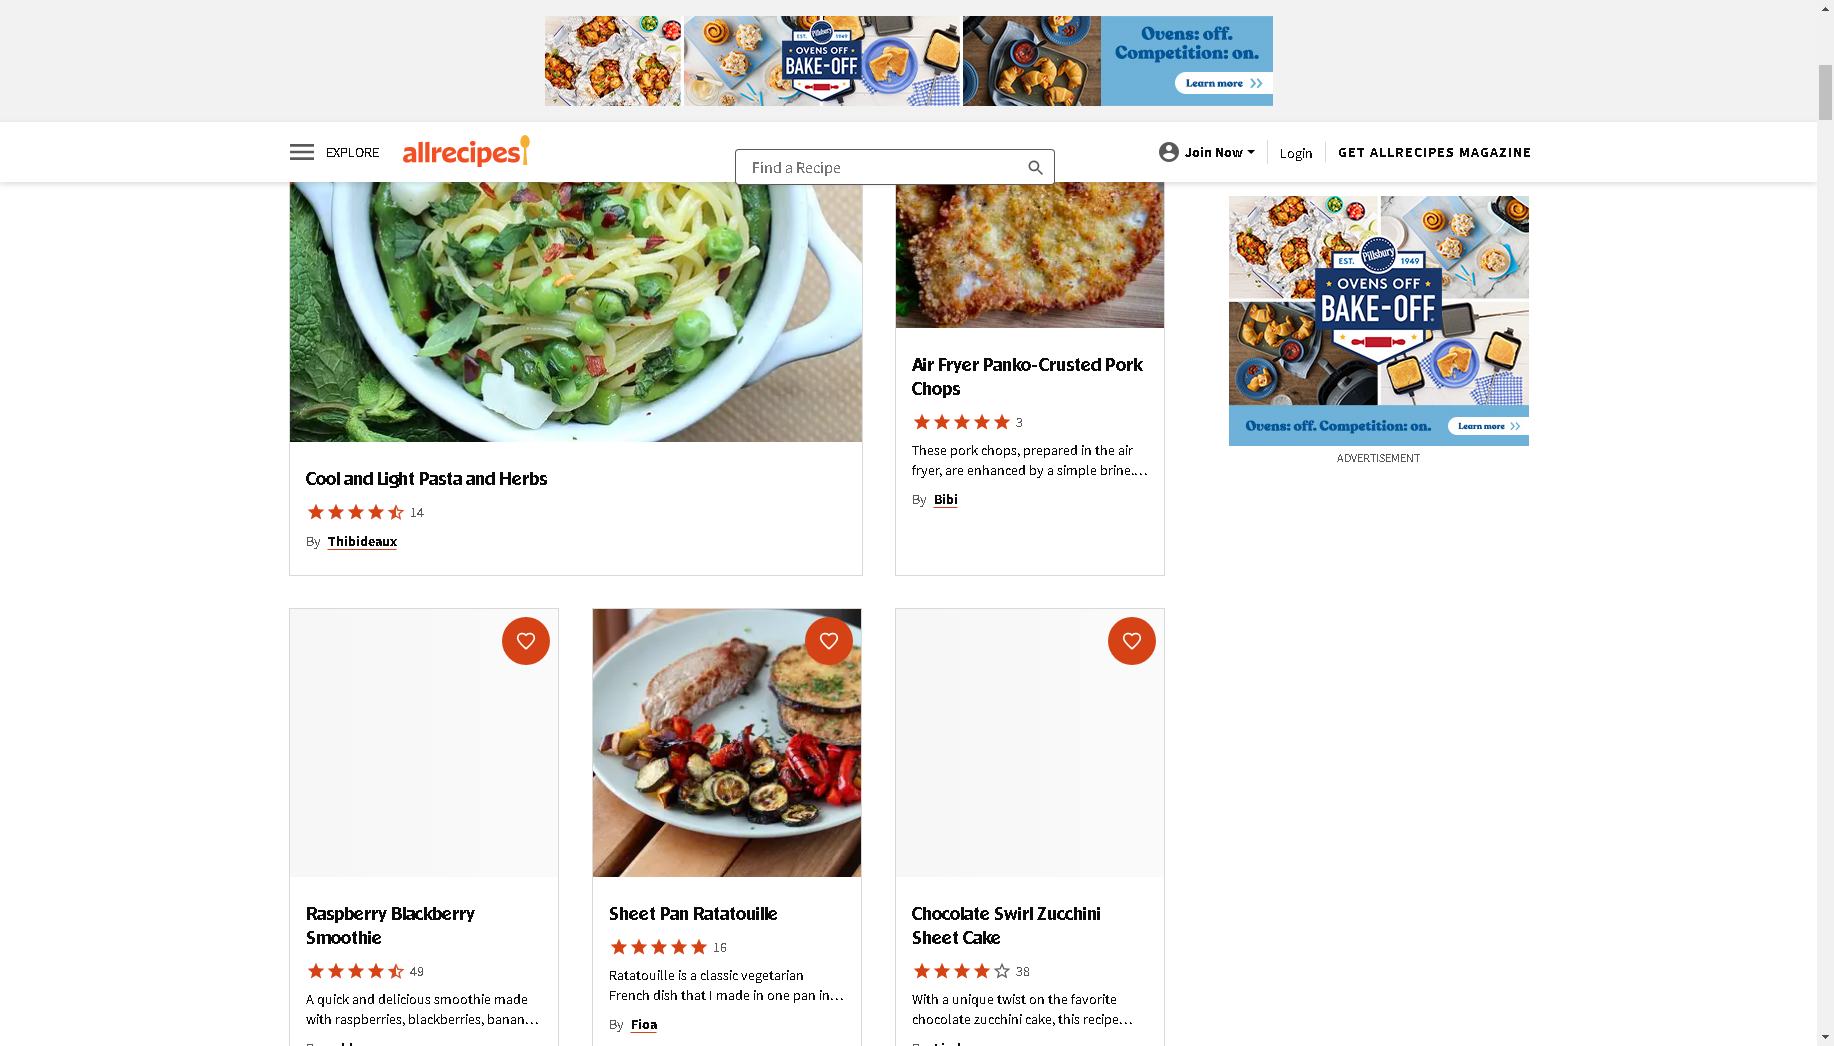 EST. 1949
Pillsbury
OVENS OFF
BAKE-OFF
Ovens: off.
Competition: on.
Learn more
EXPLORE
allrecipes
Find a Recipe
Join Now
Login
GET ALLRECIPES MAGAZINE
Cool and Light Pasta and Herbs
14
By Thibideaux
Air Fryer Panko-Crusted Pork
Chops
3
These pork chops, prepared in the air
fryer, are enhanced by a simple brine....
By Bibi
Pillsbury
EST. 1949
OVENS OFF
BAKE-OFF
Ovens: off. Competition: on.
Learn more
ADVERTISEMENT
Raspberry Blackberry
Smoothie
49
A quick and delicious smoothie made
with raspberries, blackberries, banan...
Sheet Pan Ratatouille
16
Ratatouille is a classic vegetarian
French dish that I made in one pan in...
By Fioa
Chocolate Swirl Zucchini
Sheet Cake
38
With a unique twist on the favorite
chocolate zucchini cake, this recipe...